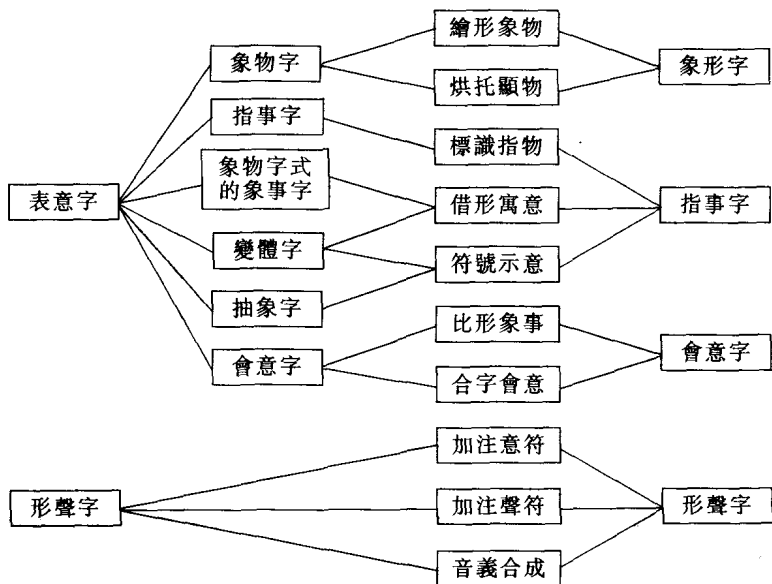 表意字
象物字
指事字
象物字式
的象事字
變體字
抽象字
會意字
繪形象物
烘托顯物
標識指物
借形寓意
符號示意
比形象事
合字會意
象形字
指事字
會意字
形聲字
加注意符
加注聲符
音義合成
形聲字